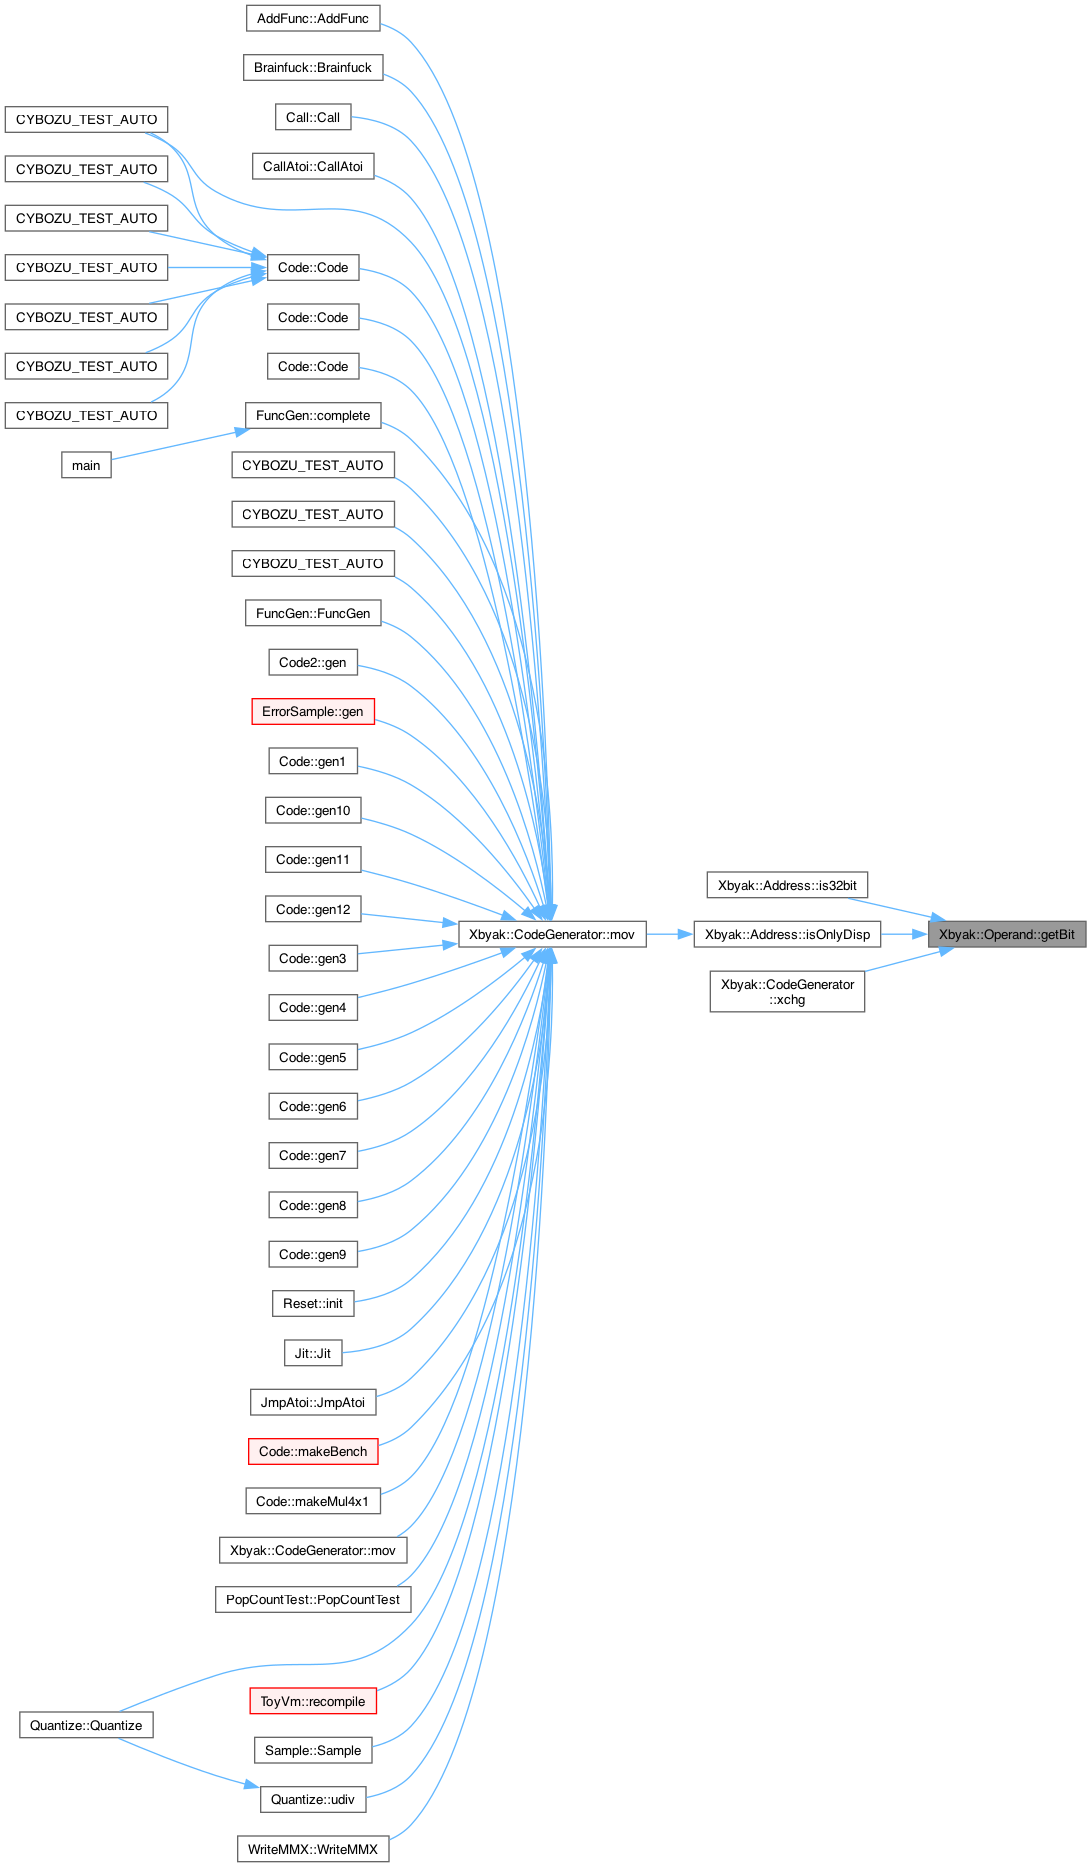 AddFunc::AddFunc
Brainfuck::Brainfuck
Call::Call
CYBOZU_TEST_AUTO
CallAtoi::CallAtoi
CYBOZU_TEST_AUTO
CYBOZU_TEST_AUTO
CYBOZU_TEST_AUTO
Code::Code
CYBOZU_TEST_AUTO
Code::Code
CYBOZU_TEST_AUTO
Code::Code
CYBOZU_TEST_AUTO
FuncGen::complete
main
CYBOZU_TEST_AUTO
CYBOZU_TEST_AUTO
CYBOZU_TEST_AUTO
FuncGen::FuncGen
Code2::gen
ErrorSample::gen
Code::gen1
Code::gen10
Code::gen11
Code::gen12
Code::gen3
Code::gen4
Code::gen5
Code::gen6
Code::gen7
Code::gen8
Code::gen9
Reset::init
Jit::Jit
JmpAtoi::JmpAtoi
Code::makeBench
Code::makeMul4x1
Xbyak::CodeGenerator::mov
PopCountTest::PopCountTest
ToyVm::recompile
Quantize::Quantize
Sample::Sample
Quantize::udiv
WriteMMX::WriteMMX
Xbyak::CodeGenerator::mov
Xbyak::Address::is32bit
Xbyak::Address::isOnlyDisp
Xbyak::CodeGenerator
::xchg
Xbyak::Operand::getBit